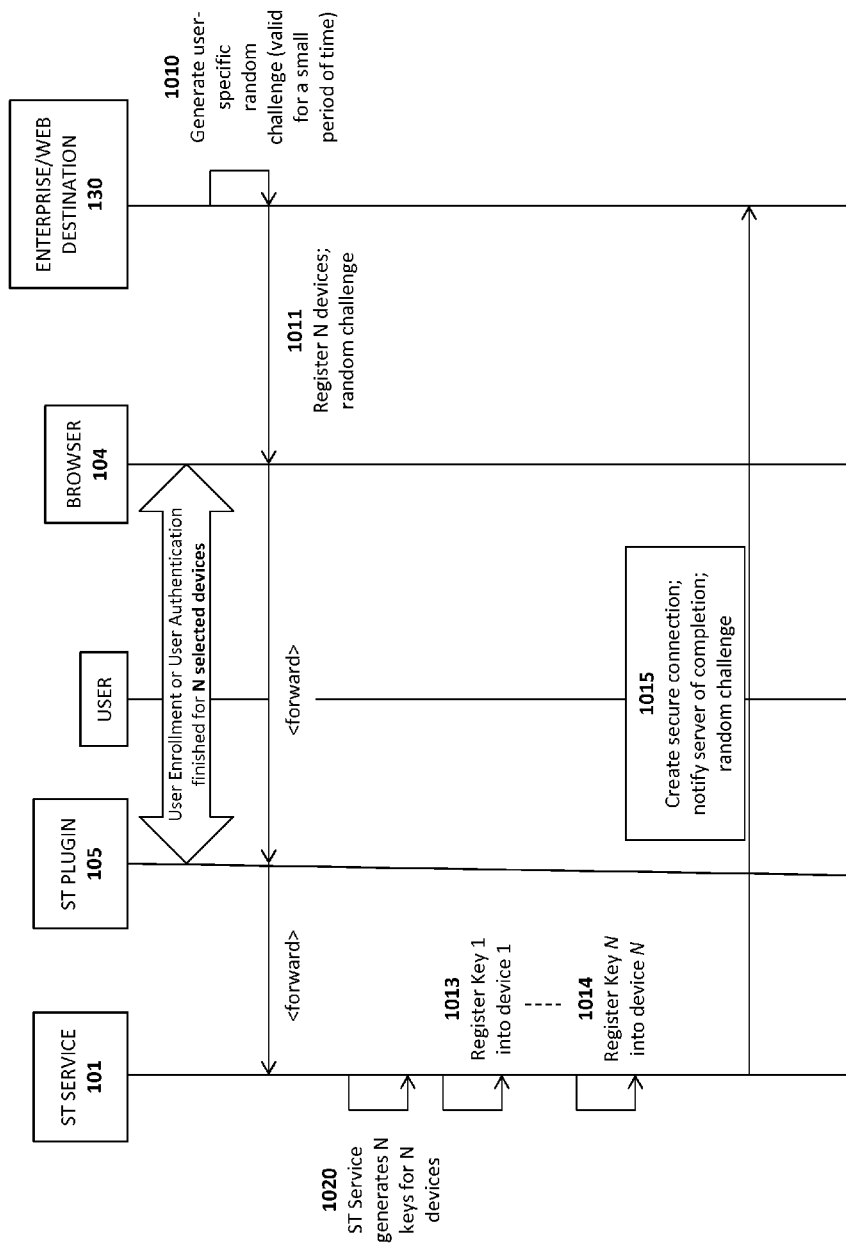 ST SERVICE
101
ST PLUGIN
105
USER
BROWSER
104
ENTERPRISE/WEB
DESTINATION
130
User Enrollment or User Authentication
finished for N selected devices
1010
Generate user-
specific
random
challenge (valid
for a small
period of time)
1011
Register N devices;
random challenge
<forward>
<forward>
1020
ST Service
generates N
keys for N
devices
1013
Register Key 1
into device 1
1014
Register Key N
into device N
1015
Create secure connection;
notify server of completion;
random challenge